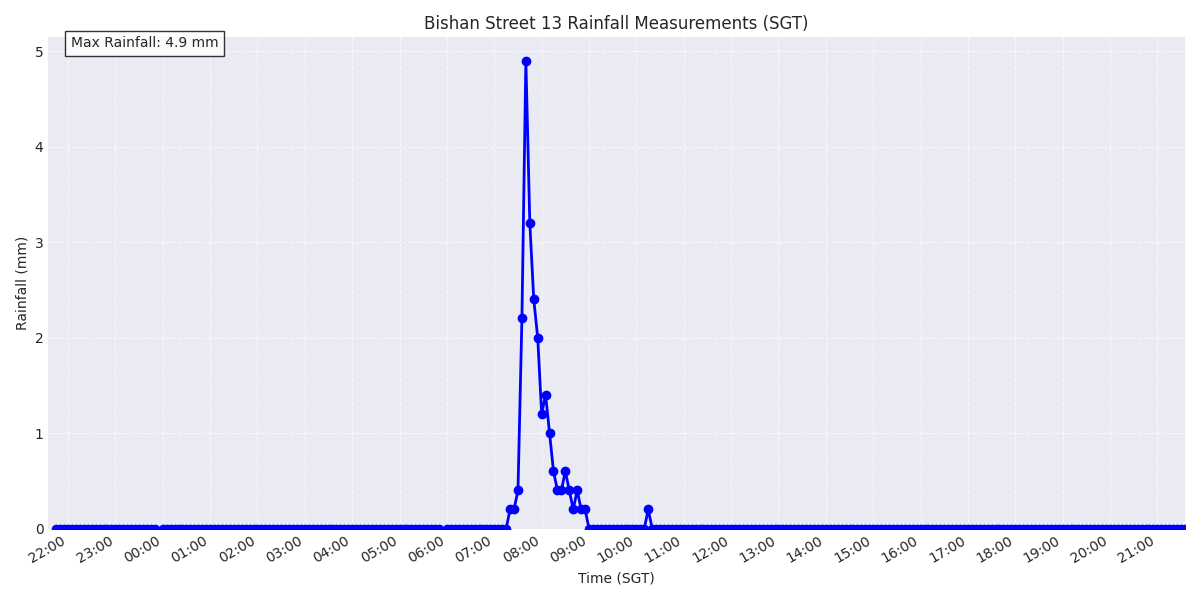 Bishan Street 13 Rainfall Measurements (SGT)
Max Rainfall: 4.9 mm
Rainfall (mm)
5
4
3
2
1
0
22:00 23:00 00:00 01:00 02:00 03:00 04:00 05:00 06:00 07:00 08:00 09:00 10:00 11:00 12:00 13:00 14:00 15:00 16:00 17:00 18:00 19:00 20:00 21:00
Time (SGT)